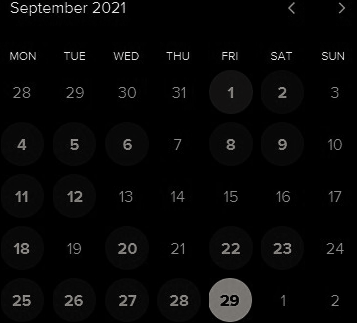 September 2021
MON TUE WED THU FRI SAT SUN
28 29 30 31 1 2 3
4 5 6 7 8 9 10
11 12 13 14 15 16 17
18 19 20 21 22 23 24
25 26 27 28 29 1 2